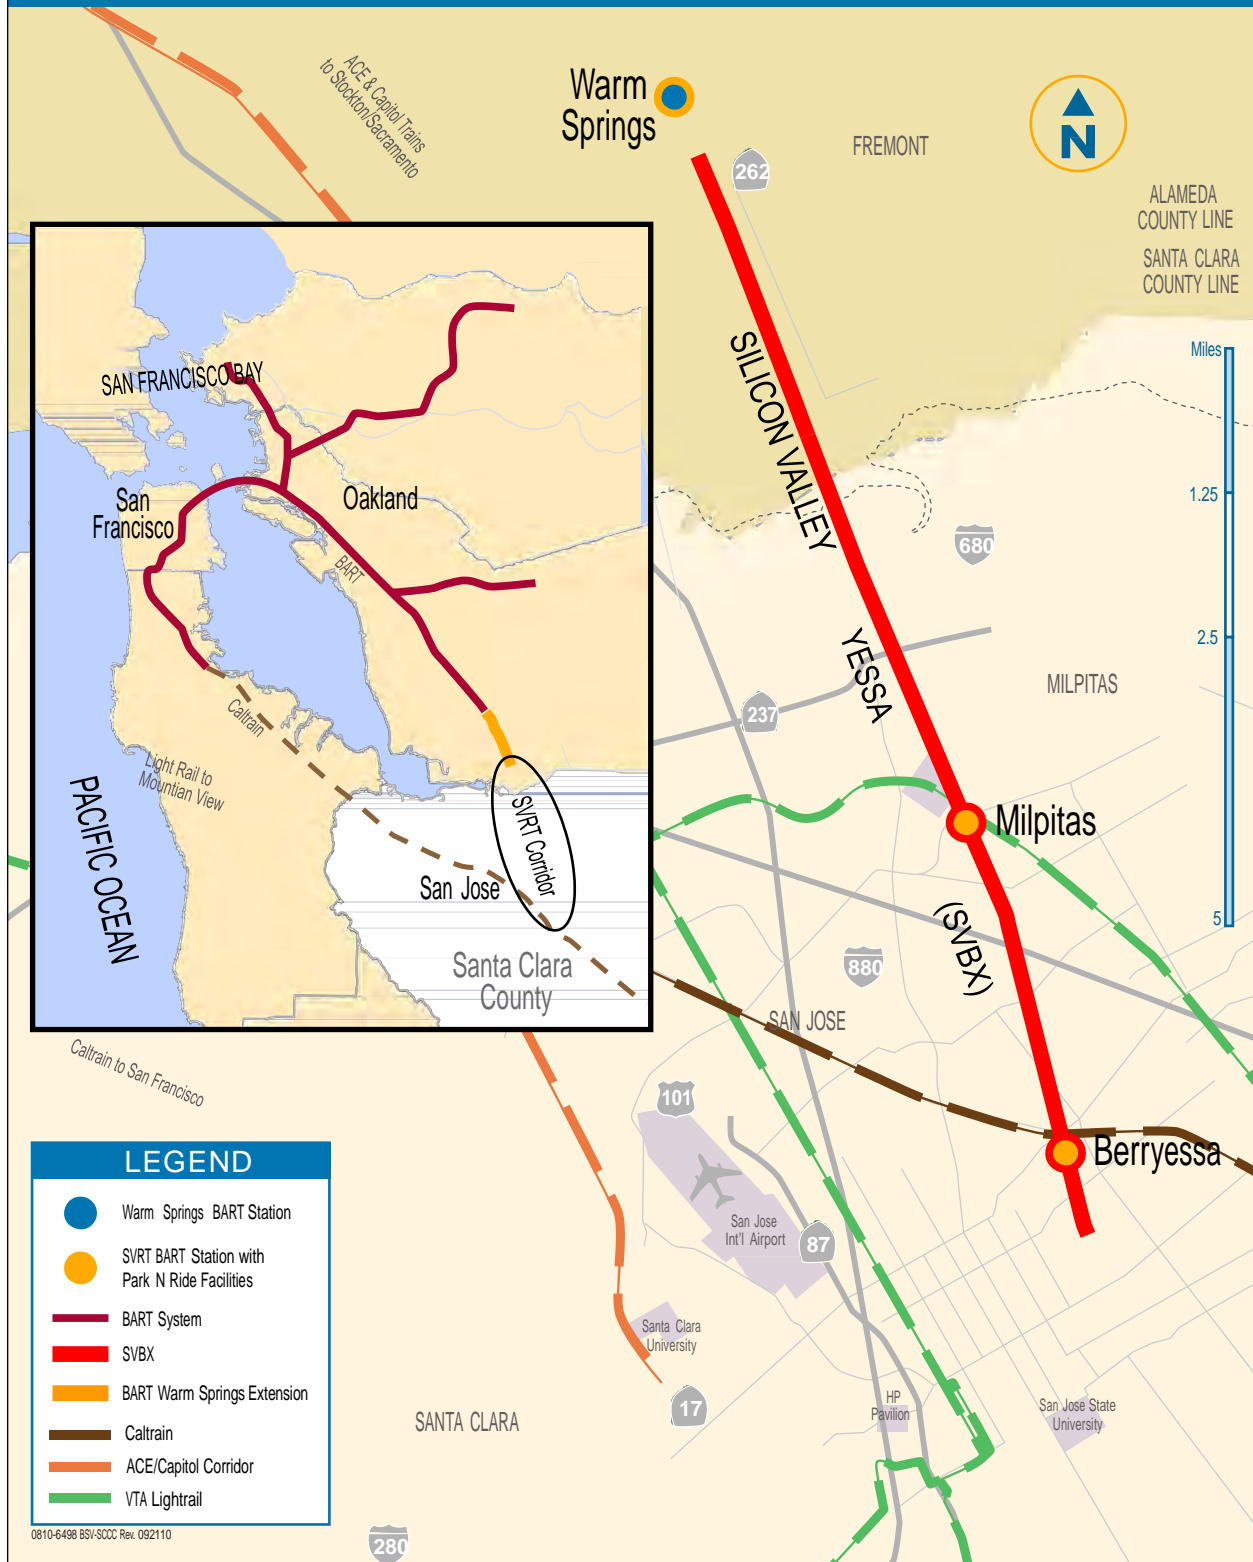 ACE & Capitol Trains
to Stockton/Sacramento
Warm
Springs
262
FREMONT
N
ALAMEDA
COUNTY LINE
SANTA CLARA
COUNTY LINE
Miles
1.25
2.5
5
SILICON VALLEY
YESSA
(SVBX)
680
237
MILPITAS
Milpitas
880
SAN JOSE
101
Berryessa
San Jose
Int'l Airport
87
Santa Clara
University
17
HP
Pavilion
San Jose State
University
SANTA CLARA
280
SAN FRANCISCO BAY
San
Francisco
Oakland
BART
Caltrain
Light Rail to
Mountian View
PACIFIC OCEAN
SVRT Corridor
San Jose
Santa Clara
County
Caltrain to San Francisco
LEGEND
Warm Springs BART Station
SVRT BART Station with
Park N Ride Facilities
BART System
SVBX
BART Warm Springs Extension
Caltrain
ACE/Capitol Corridor
VTA Lightrail
0810-6498 BSV-SCCC Rev. 092110